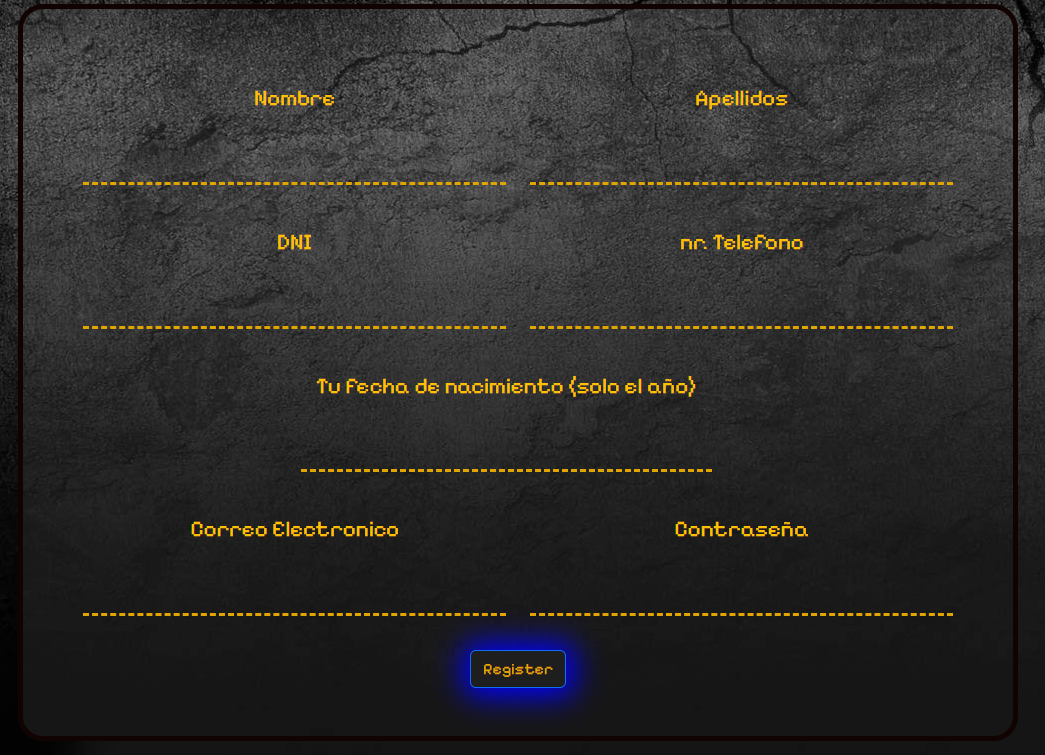 Nombre
Apellidos
DNI
nr. Telefono
Tu fecha de nacimiento (solo el año)
Correo Electronico
Contraseña
Register